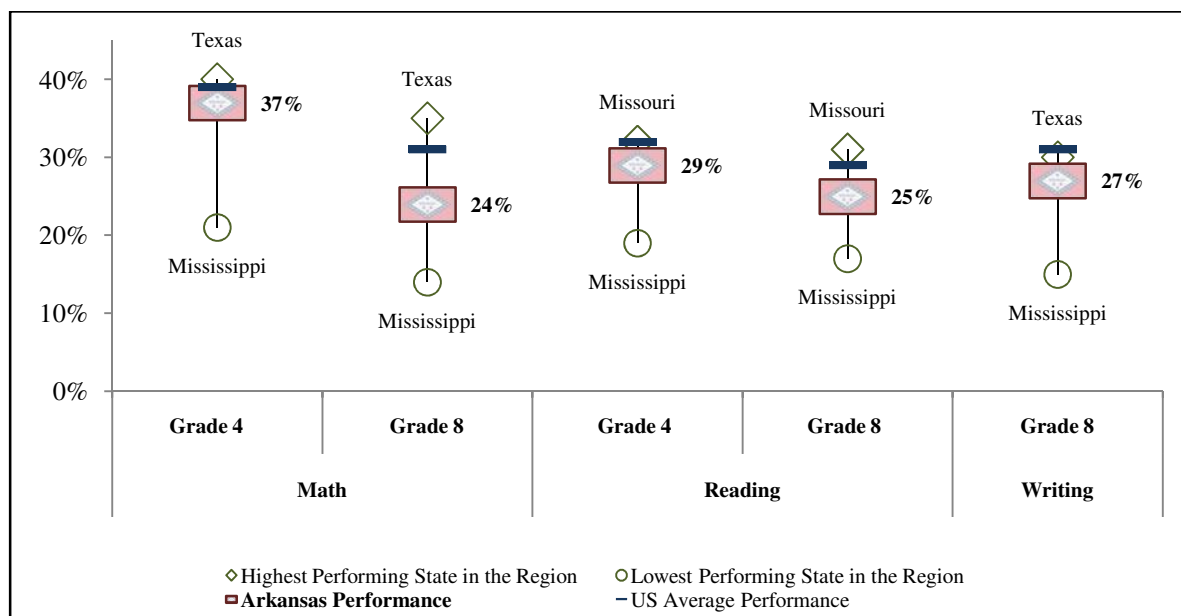 Texas
40%
37%
Texas
Missouri
Missouri
Texas
30%
29%
27%
25%
24%
20%
Mississippi
Mississippi
Mississippi
Mississippi
Mississippi
10%
0%
Grade 4 Grade 8 Grade 4 Grade 8 Grade 8
Math Reading Writing
Highest Performing State in the Region Lowest Performing State in the Region
Arkansas Performance US Average Performance